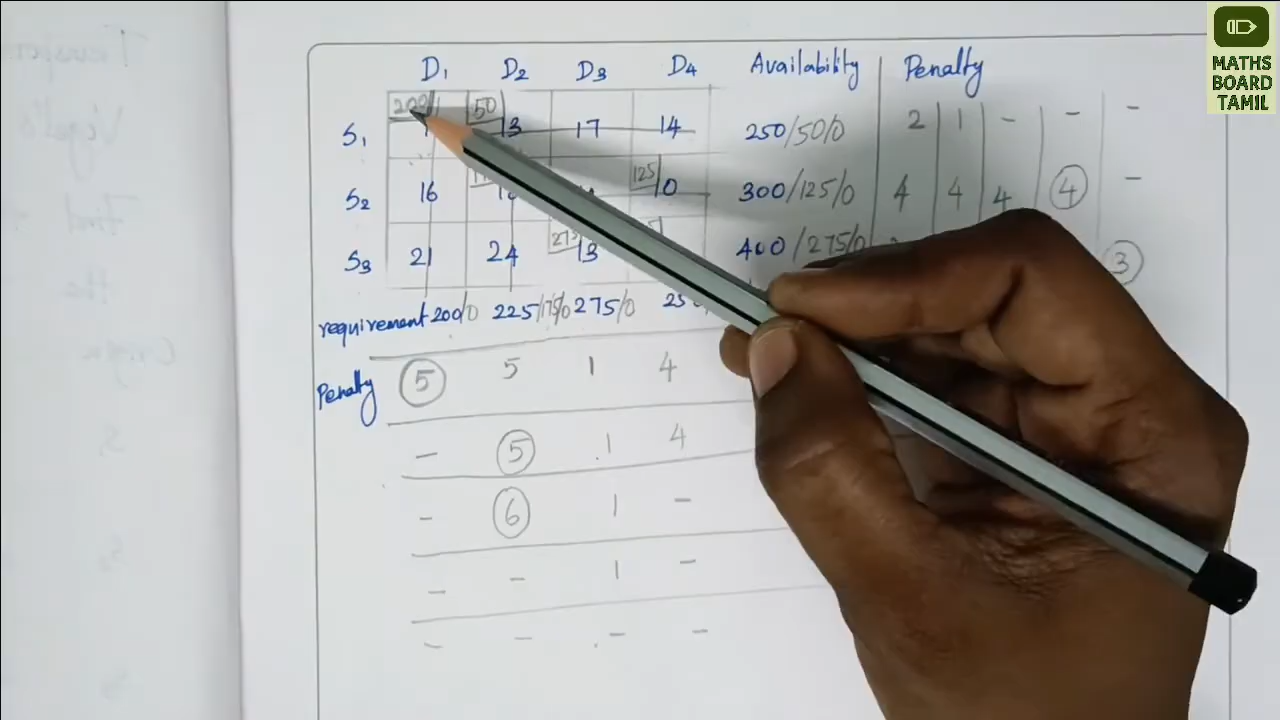 MATHS
BOARD
TAMIL
D1 D2 D3 D4 Availability Penalty
200 50
S1 13 17 14 250/50/0 2 1 - - -
125
S2 16 10 300/125/0 4 4 4 4 -
275
S3 21 24 13 400/275/0 3
requirement 200/0 225/175/0 275/0
Penalty 5 5 1 4
- 5 1 4
- 6 1 -
- - 1 -
- - - -